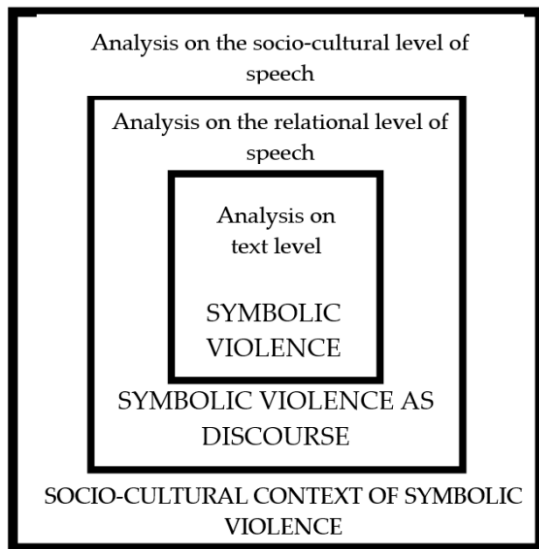 Analysis on the socio-cultural level of
speech
Analysis on the relational level of
speech
Analysis on
text level
SYMBOLIC
VIOLENCE
SYMBOLIC VIOLENCE AS
DISCOURSE
SOCIO-CULTURAL CONTEXT OF SYMBOLIC
VIOLENCE